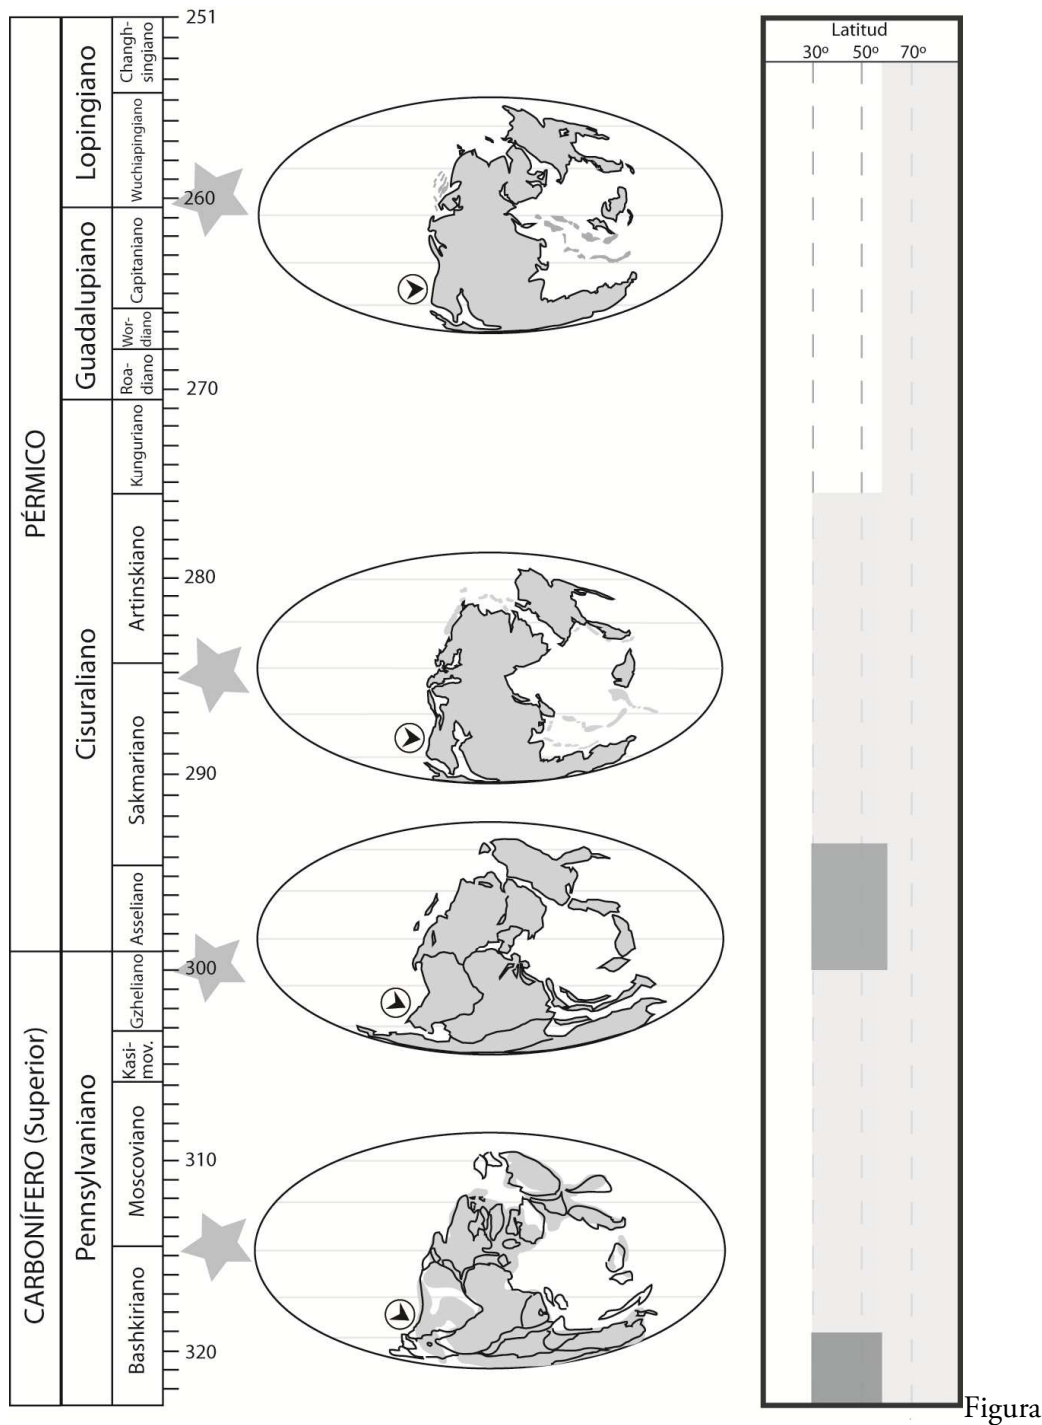 PÉRMICO
CARBONÍFERO (Superior)
Lopingiano
Guadalupiano
Cisuraliano
Pennsylvaniano
Changh-
singiano
Wuchiapingiano
Capitaniano
Wor-
diano
Roa-
diano
Kunguriano
Artinskiano
Sakmariano
Asseliano
Gzheliano
Kasi-
mov.
Moscoviano
Bashkiriano
251
260
270
280
290
300
310
320
Latitud
30º 50º 70º
Figura